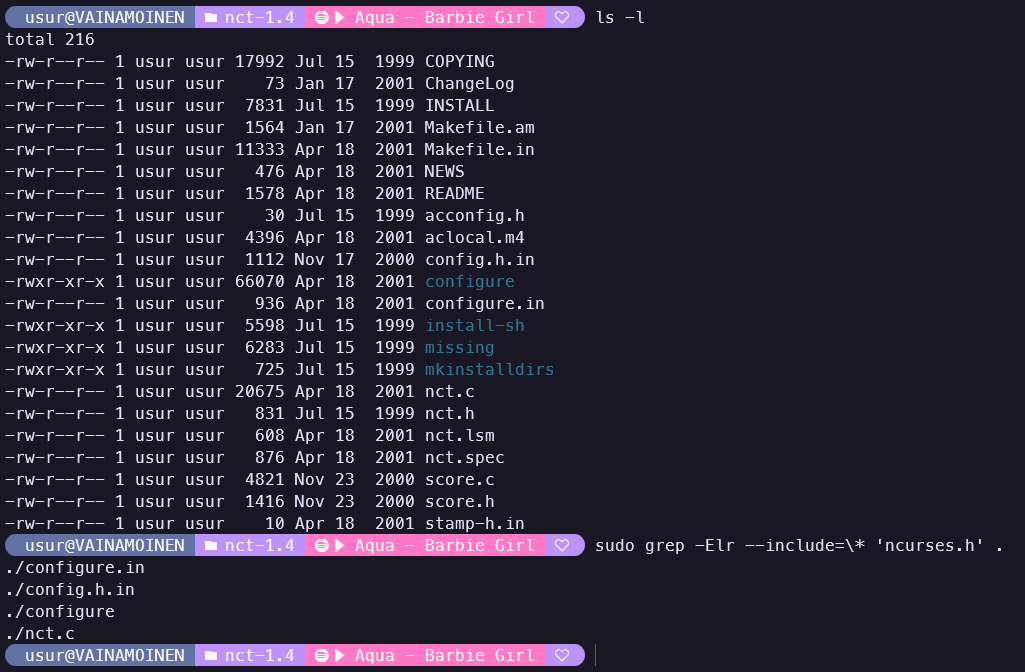 usur@VAINAMOINEN nct-1.4 Aqua - Barbie Girl ls -l
total 216
-rw-r--r-- 1 usur usur 17992 Jul 15  1999 COPYING
-rw-r--r-- 1 usur usur    73 Jan 17  2001 ChangeLog
-rw-r--r-- 1 usur usur  7831 Jul 15  1999 INSTALL
-rw-r--r-- 1 usur usur  1564 Jan 17  2001 Makefile.am
-rw-r--r-- 1 usur usur 11333 Apr 18  2001 Makefile.in
-rw-r--r-- 1 usur usur   476 Apr 18  2001 NEWS
-rw-r--r-- 1 usur usur  1578 Apr 18  2001 README
-rw-r--r-- 1 usur usur    30 Jul 15  1999 acconfig.h
-rw-r--r-- 1 usur usur  4396 Apr 18  2001 aclocal.m4
-rw-r--r-- 1 usur usur  1112 Nov 17  2000 config.h.in
-rwxr-xr-x 1 usur usur 66070 Apr 18  2001 configure
-rw-r--r-- 1 usur usur   936 Apr 18  2001 configure.in
-rwxr-xr-x 1 usur usur  5598 Jul 15  1999 install-sh
-rwxr-xr-x 1 usur usur  6283 Jul 15  1999 missing
-rwxr-xr-x 1 usur usur   725 Jul 15  1999 mkinstalldirs
-rw-r--r-- 1 usur usur 20675 Apr 18  2001 nct.c
-rw-r--r-- 1 usur usur   831 Jul 15  1999 nct.h
-rw-r--r-- 1 usur usur   608 Apr 18  2001 nct.lsm
-rw-r--r-- 1 usur usur   876 Apr 18  2001 nct.spec
-rw-r--r-- 1 usur usur  4821 Nov 23  2000 score.c
-rw-r--r-- 1 usur usur  1416 Nov 23  2000 score.h
-rw-r--r-- 1 usur usur    10 Apr 18  2001 stamp-h.in
usur@VAINAMOINEN nct-1.4 Aqua - Barbie Girl sudo grep -Elr --include=\* 'ncurses.h' .
./configure.in
./config.h.in
./configure
./nct.c
usur@VAINAMOINEN nct-1.4 Aqua - Barbie Girl